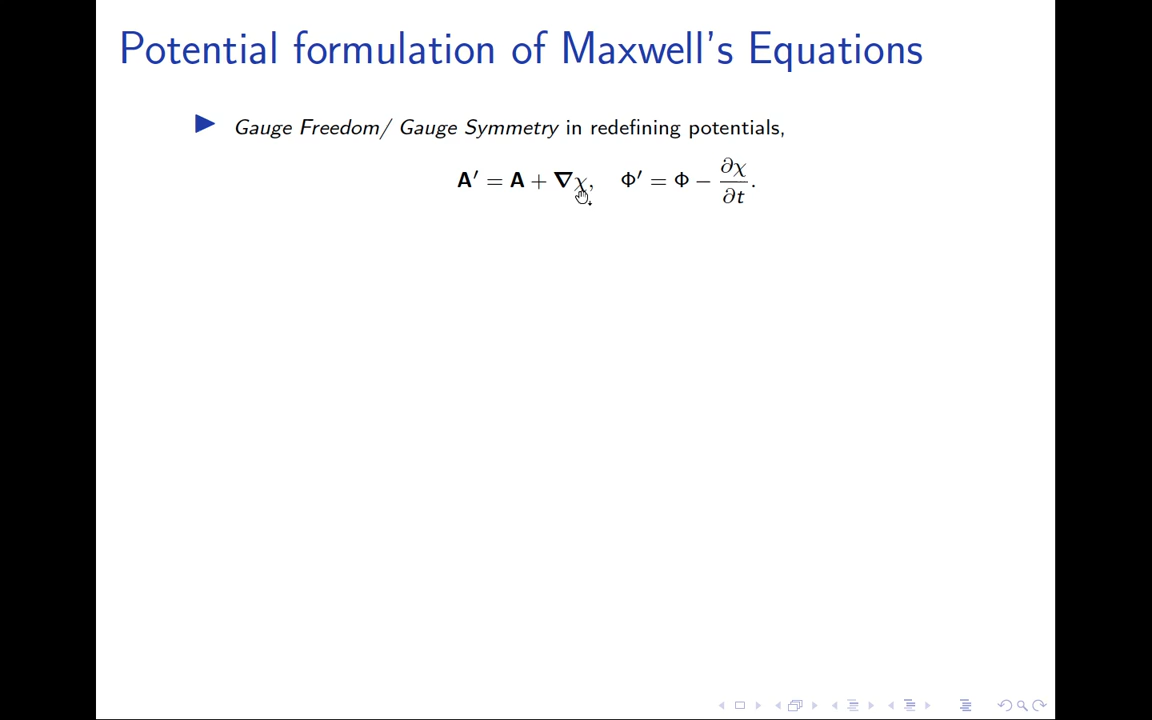 Potential formulation of Maxwell's Equations
▶ Gauge Freedom/ Gauge Symmetry in redefining potentials,
A′ = A + ∇χ, Φ′ = Φ − ∂χ/∂t.